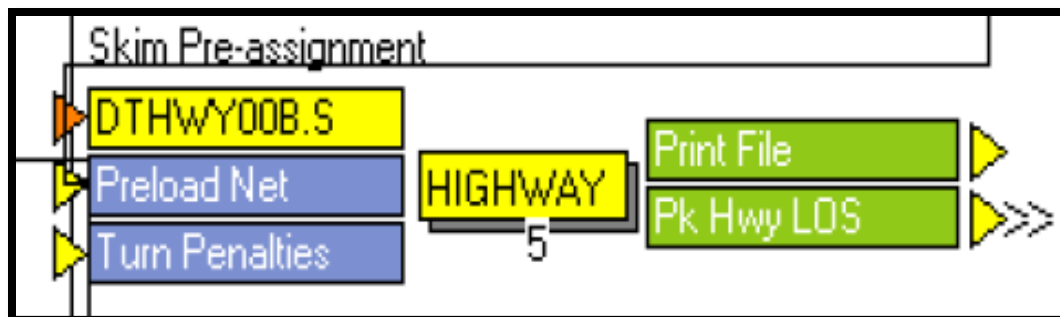 Skim Pre-assignment
DTHWY00B.S
Preload Net
Turn Penalties
HIGHWAY
5
Print File
Pk Hwy LOS